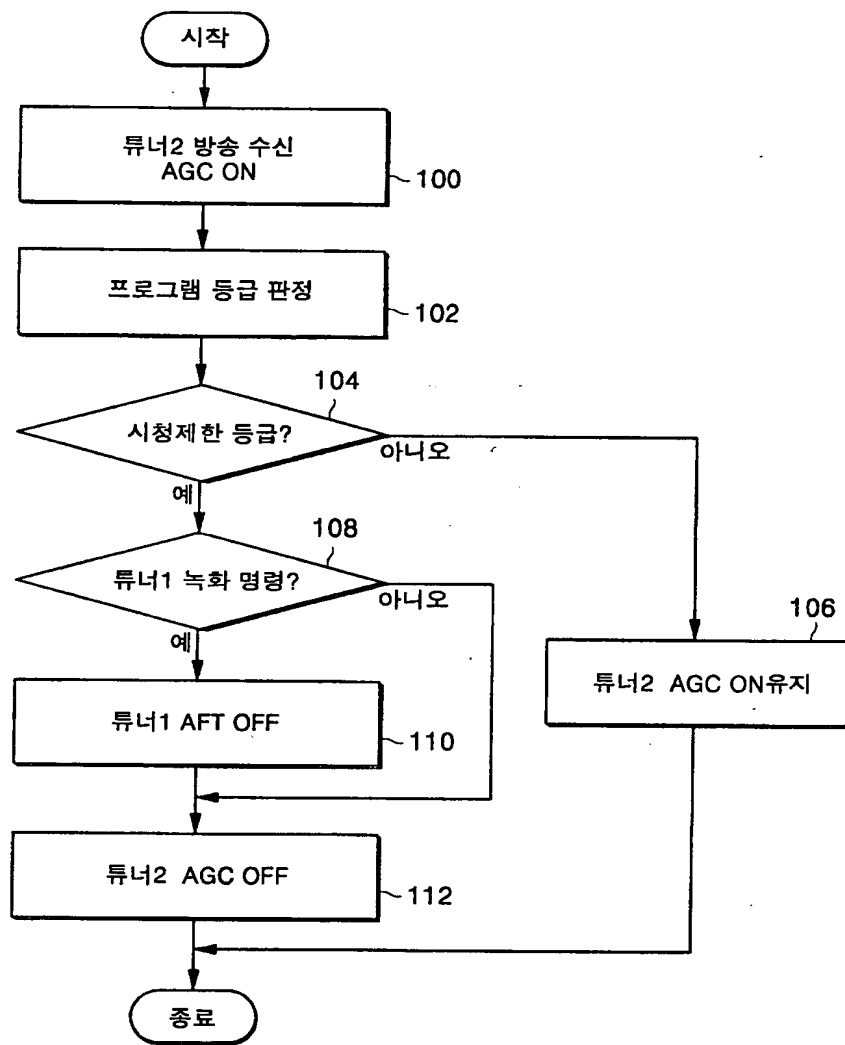 시작
튜너2 방송 수신
AGC ON
100
프로그램 등급 판정
102
104
시청제한 등급?
아니오
예
108
튜너1 녹화 명령?
아니오
예
106
튜너2 AGC ON유지
튜너1 AFT OFF
110
튜너2 AGC OFF
112
종료